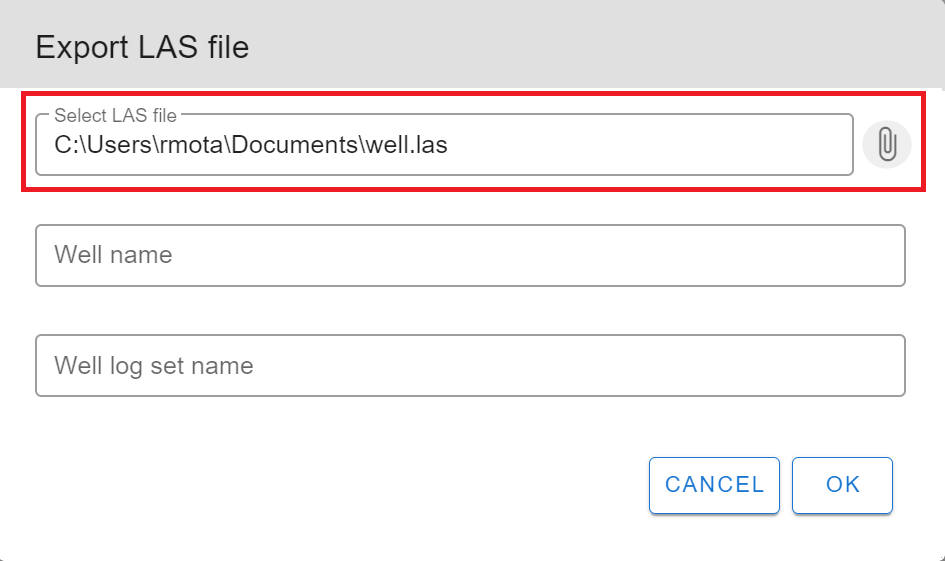 Export LAS file
Select LAS file
C:\Users\rmota\Documents\well.las
Well name
Well log set name
CANCEL OK